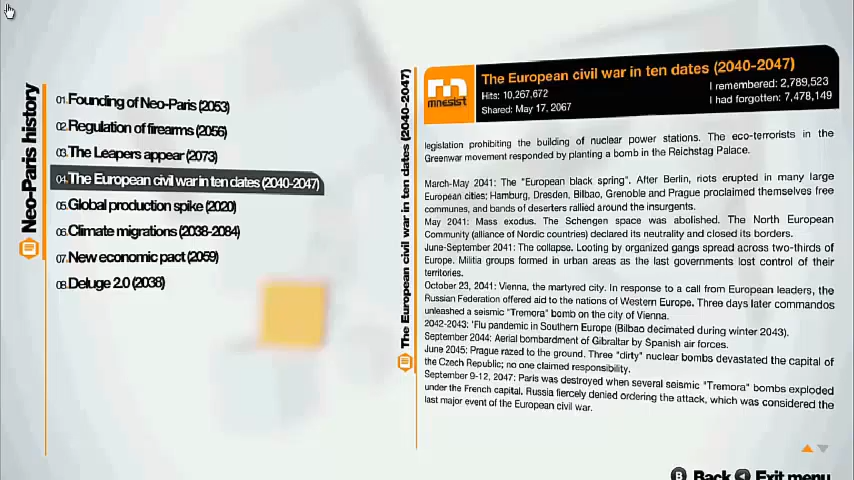 Neo-Paris history
01.Founding of Neo-Paris (2053)
02.Regulation of firearms (2056)
03.The Leapers appear (2073)
04.The European civil war in ten dates (2040-2047)
05.Global production spike (2020)
06.Climate migrations (2038-2084)
07.New economic pact (2059)
08.Deluge 2.0 (2038)
The European civil war in ten dates (2040-2047)
mnesist
The European civil war in ten dates (2040-2047)
Hits: 10,267,672
I remembered: 2,789,523
Shared: May 17, 2067
I had forgotten: 7,478,149
legislation prohibiting the building of nuclear power stations. The eco-terrorists in the
Greenwar movement responded by planting a bomb in the Reichstag Palace.
March-May 2041: The "European black spring". After Berlin, riots erupted in many large
European cities; Hamburg, Dresden, Bilbao, Grenoble and Prague proclaimed themselves free
communes, and bands of deserters rallied around the insurgents.
May 2041: Mass exodus. The Schengen space was abolished. The North European
Community (alliance of Nordic countries) declared its neutrality and closed its borders.
June-September 2041: The collapse. Looting by organized gangs spread across two-thirds of
Europe. Militia groups formed in urban areas as the last governments lost control of their
territories.
October 23, 2041: Vienna, the martyred city. In response to a call from European leaders, the
Russian Federation offered aid to the nations of Western Europe. Three days later commandos
unleashed a seismic "Tremora" bomb on the city of Vienna.
2042-2043: 'Flu pandemic in Southern Europe (Bilbao decimated during winter 2043).
September 2044: Aerial bombardment of Gibraltar by Spanish air forces.
June 2045: Prague razed to the ground. Three "dirty" nuclear bombs devastated the capital of
the Czech Republic; no one claimed responsibility.
September 9-12, 2047: Paris was destroyed when several seismic "Tremora" bombs exploded
under the French capital. Russia fiercely denied ordering the attack, which was considered the
last major event of the European civil war.
B Back Exit menu